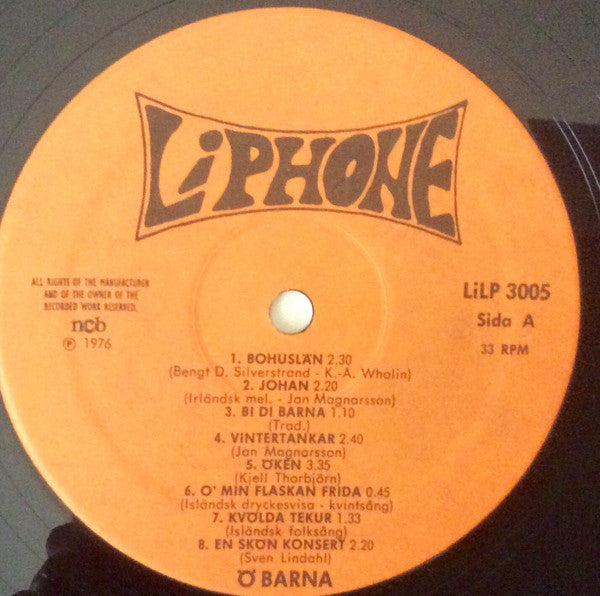 LiPHONE
ALL RIGHTS OF THE MANUFACTURER
AND OF THE OWNER OF THE
RECORDED WORK RESERVED.
ncb
Ⓟ 1976
LiLP 3005
Sida A
33 RPM
1. BOHUSLÄN 2.30
(Bengt D. Silverstrand - K.-A. Wholin)
2. JOHAN 2.20
(Irländsk mel. - Jan Magnarsson)
3. BI DI BARNA 1.10
(Trad.)
4. VINTERTANKAR 2.40
(Jan Magnarsson)
5. ÖKEN 3.35
(Kjell Thorbjörn)
6. O' MIN FLASKAN FRIDA 0.45
(Isländsk dryckesvisa - kvintsång)
7. KVÖLDA TEKUR 1.33
(Isländsk folksång)
8. EN SKÖN KONSERT 2.20
(Sven Lindahl)
Ö BARNA